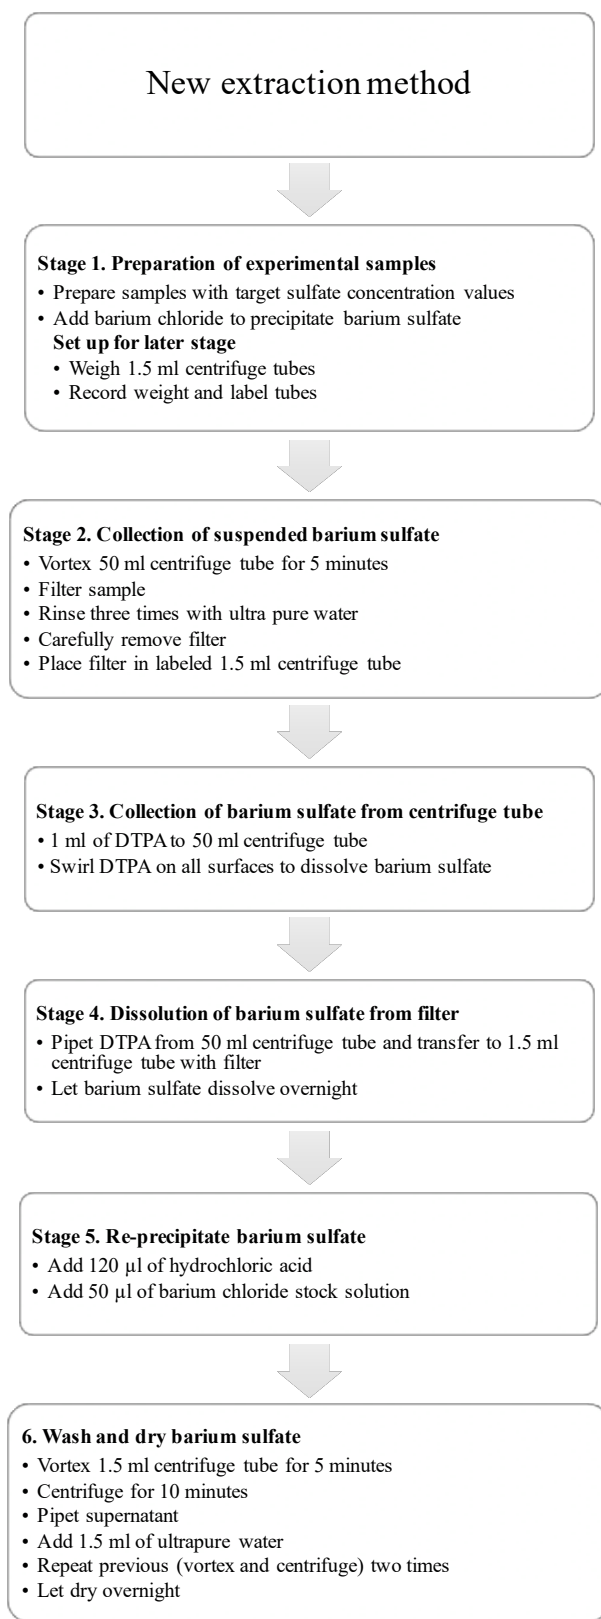 New extraction method
Stage 1. Preparation of experimental samples
• Prepare samples with target sulfate concentration values
• Add barium chloride to precipitate barium sulfate
Set up for later stage
• Weigh 1.5 ml centrifuge tubes
• Record weight and label tubes
Stage 2. Collection of suspended barium sulfate
• Vortex 50 ml centrifuge tube for 5 minutes
• Filter sample
• Rinse three times with ultra pure water
• Carefully remove filter
• Place filter in labeled 1.5 ml centrifuge tube
Stage 3. Collection of barium sulfate from centrifuge tube
• 1 ml of DTPA to 50 ml centrifuge tube
• Swirl DTPA on all surfaces to dissolve barium sulfate
Stage 4. Dissolution of barium sulfate from filter
• Pipet DTPA from 50 ml centrifuge tube and transfer to 1.5 ml
centrifuge tube with filter
• Let barium sulfate dissolve overnight
Stage 5. Re-precipitate barium sulfate
• Add 120 µl of hydrochloric acid
• Add 50 µl of barium chloride stock solution
6. Wash and dry barium sulfate
• Vortex 1.5 ml centrifuge tube for 5 minutes
• Centrifuge for 10 minutes
• Pipet supernatant
• Add 1.5 ml of ultrapure water
• Repeat previous (vortex and centrifuge) two times
• Let dry overnight